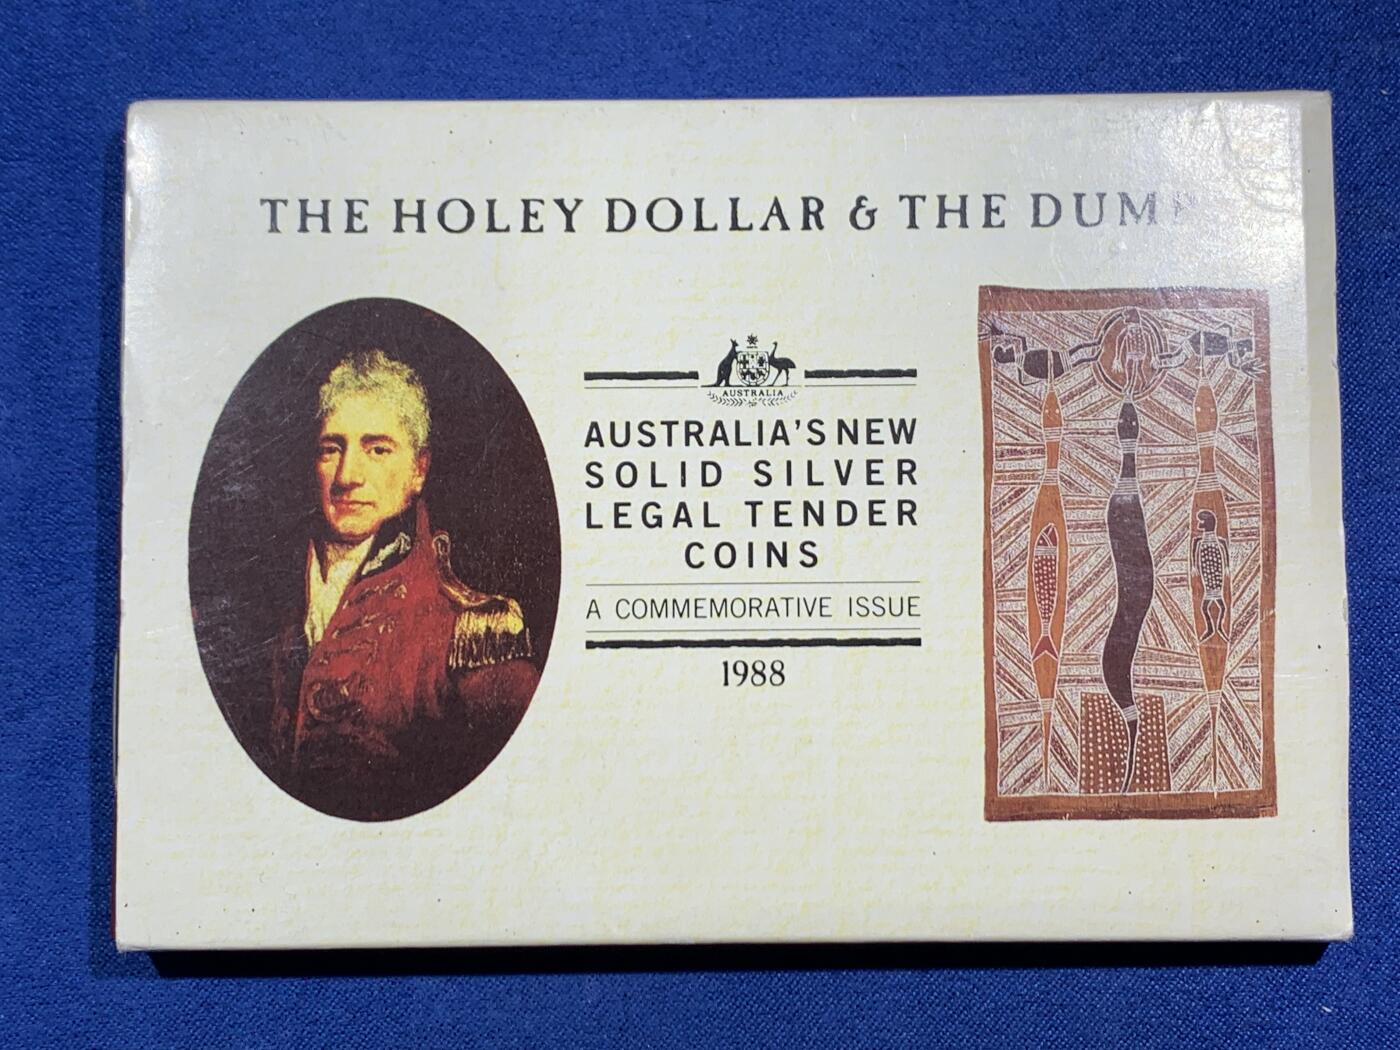 THE HOLEY DOLLAR & THE DUMP
AUSTRALIA
AUSTRALIA'S NEW
SOLID SILVER
LEGAL TENDER
COINS
A COMMEMORATIVE ISSUE
1988